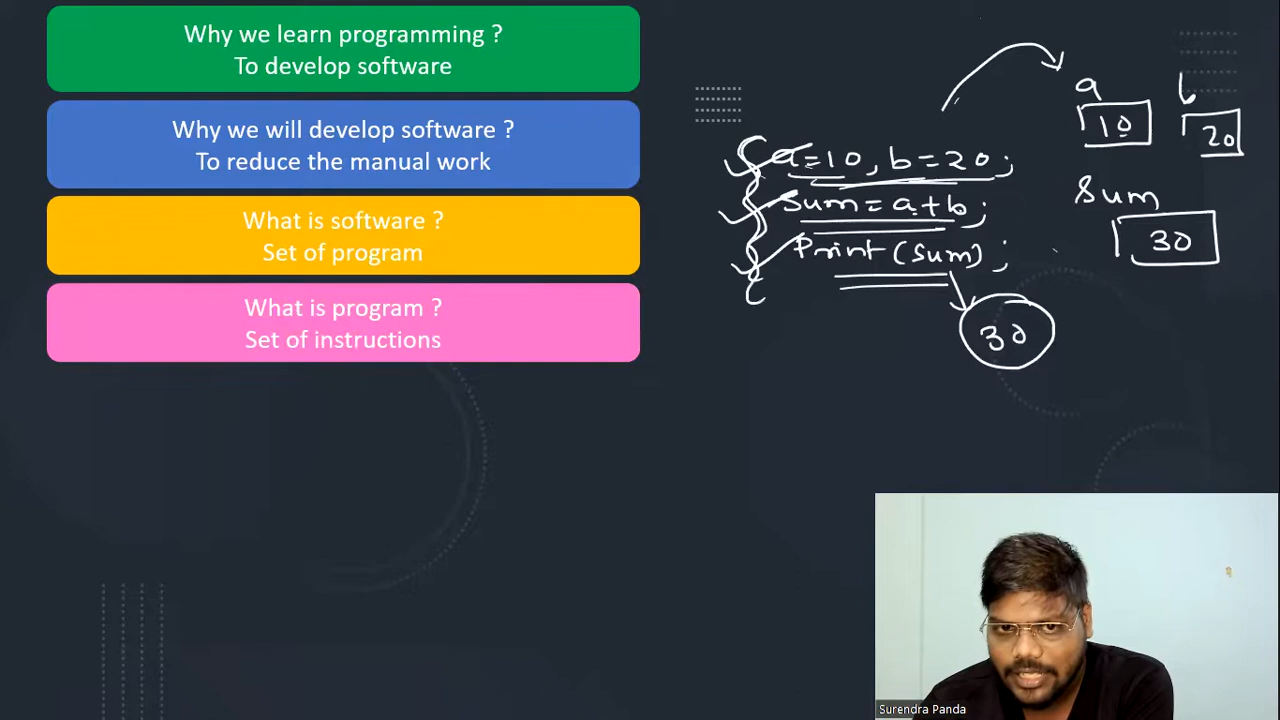 Why we learn programming ?
To develop software
Why we will develop software ?
To reduce the manual work
What is software ?
Set of program
What is program ?
Set of instructions
a=10, b=20;
Sum = a+b;
Print (Sum);
30
a
10
b
20
Sum
30
Surendra Panda